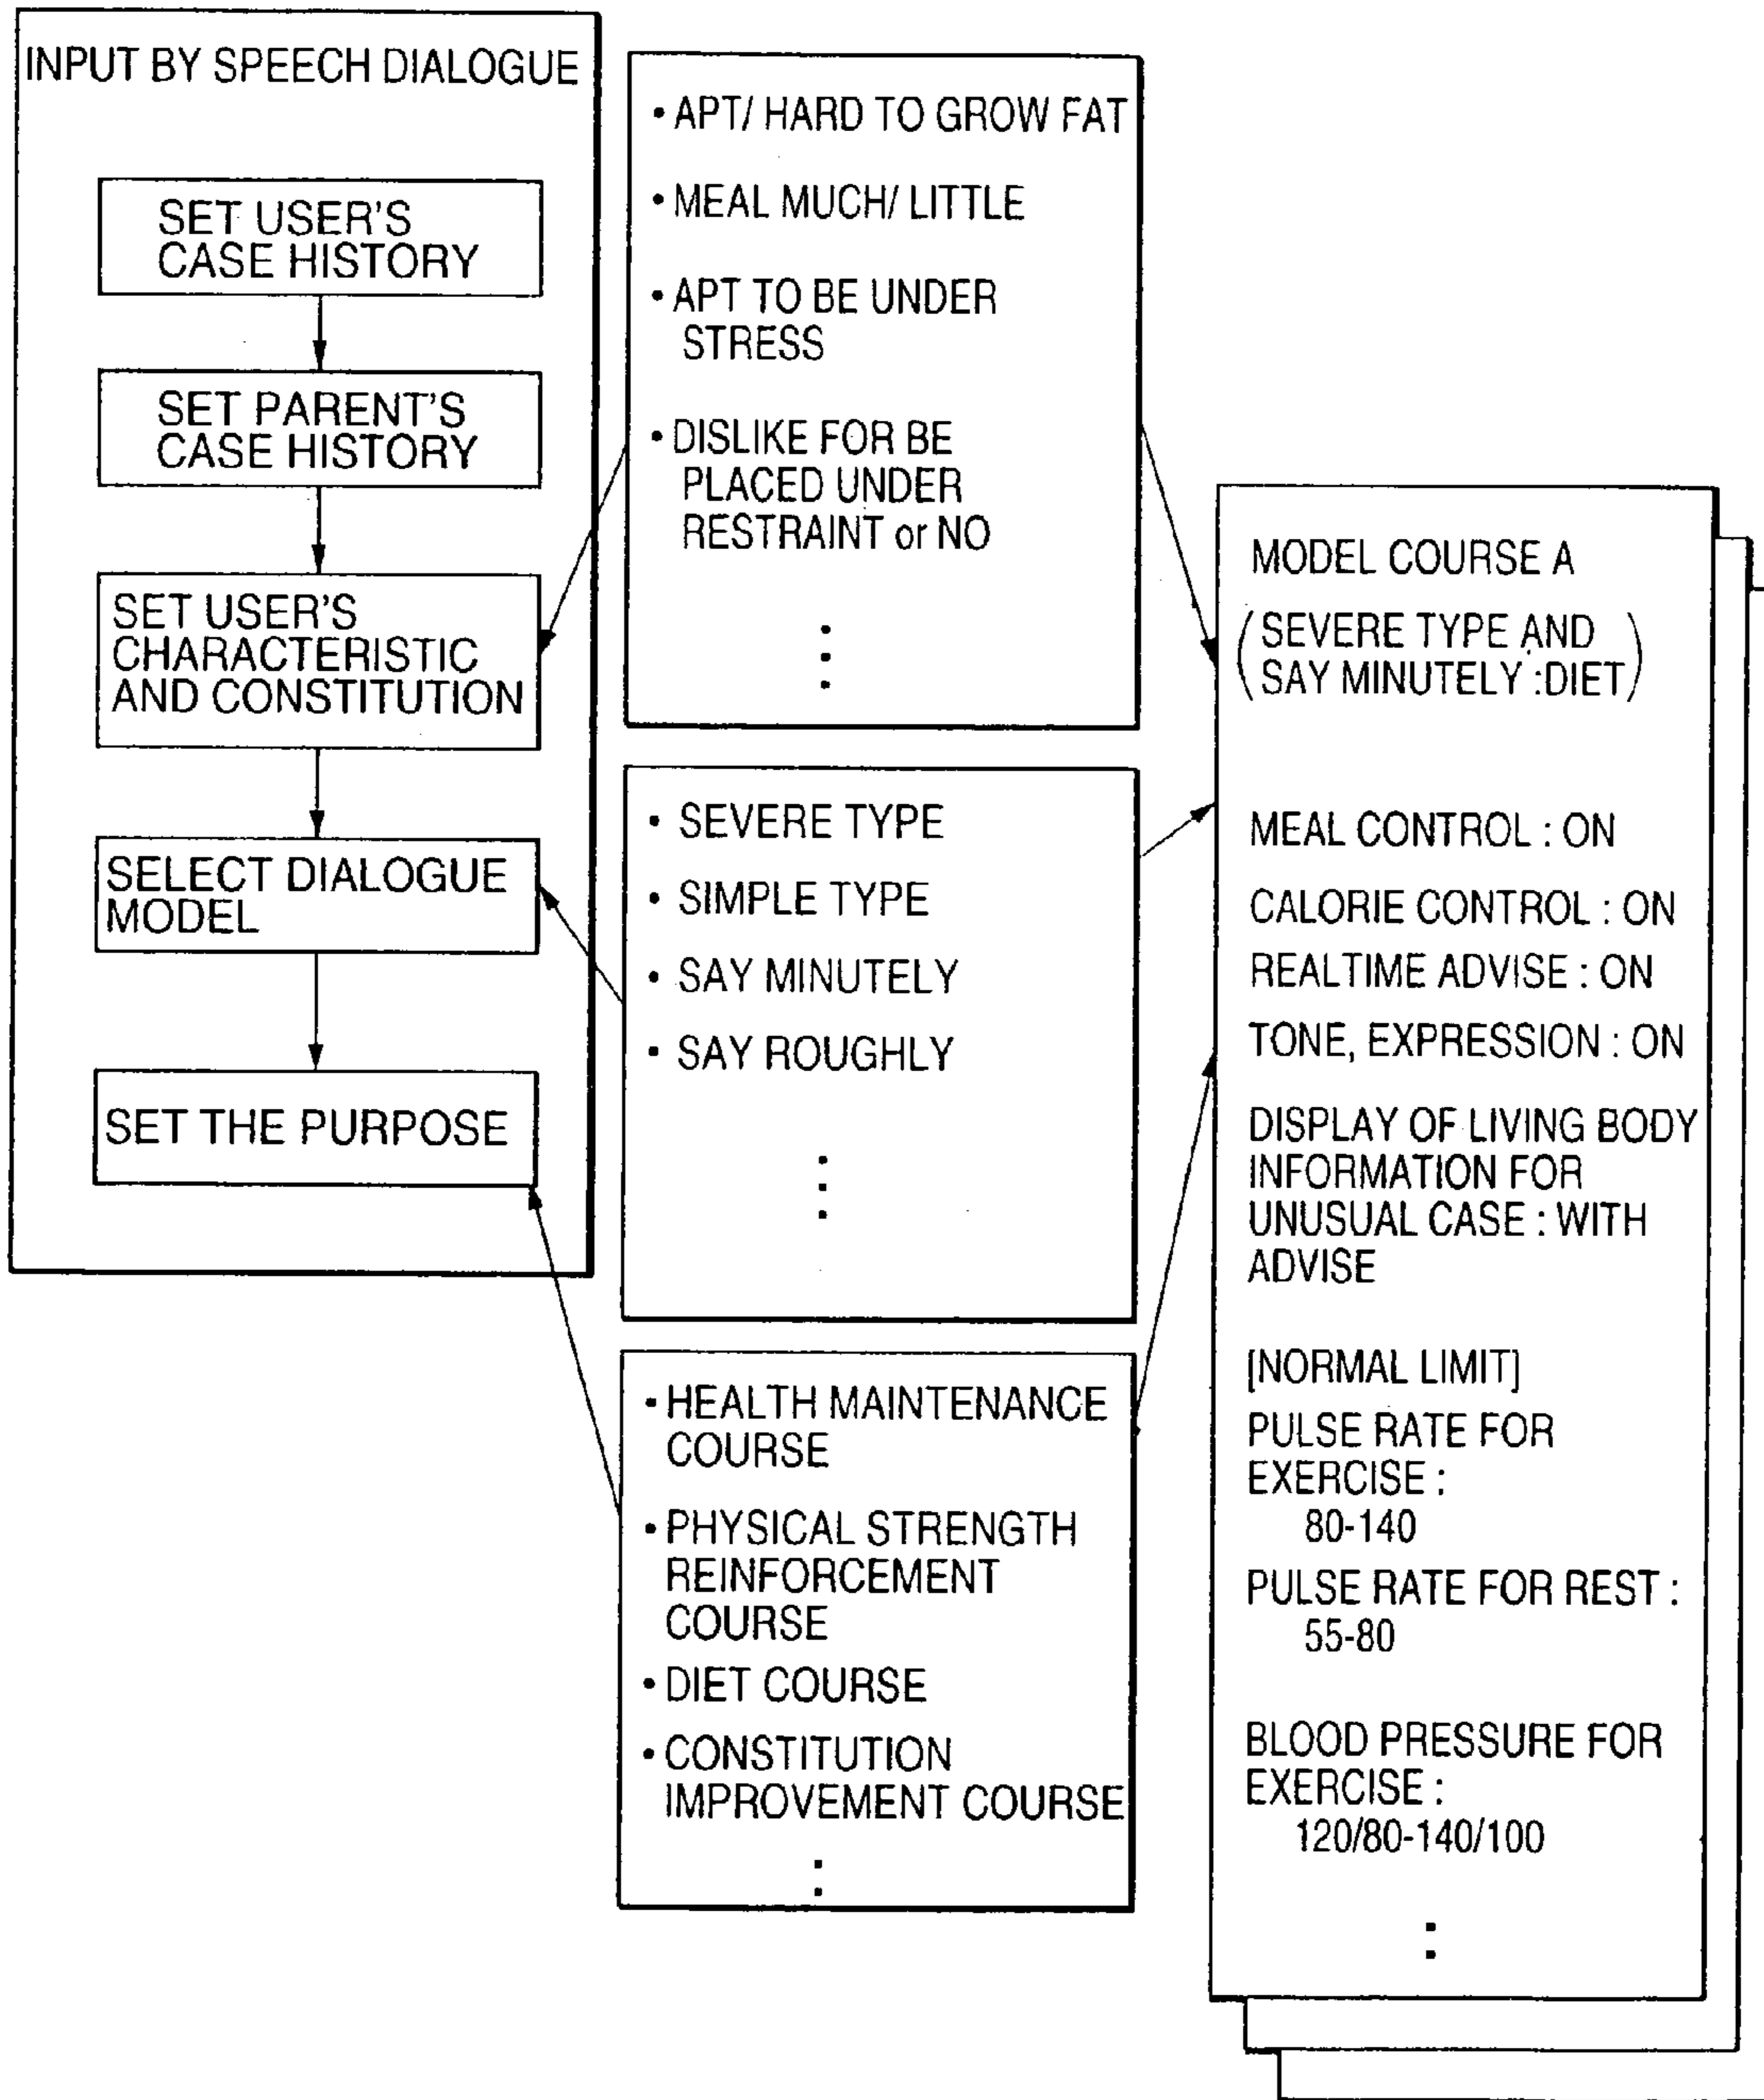 INPUT BY SPEECH DIALOGUE
SET USER'S
CASE HISTORY
SET PARENT'S
CASE HISTORY
SET USER'S
CHARACTERISTIC
AND CONSTITUTION
SELECT DIALOGUE
MODEL
SET THE PURPOSE
• APT/ HARD TO GROW FAT
• MEAL MUCH/ LITTLE
• APT TO BE UNDER
STRESS
• DISLIKE FOR BE
PLACED UNDER
RESTRAINT or NO
• SEVERE TYPE
• SIMPLE TYPE
• SAY MINUTELY
• SAY ROUGHLY
• HEALTH MAINTENANCE
COURSE
• PHYSICAL STRENGTH
REINFORCEMENT
COURSE
• DIET COURSE
• CONSTITUTION
IMPROVEMENT COURSE
MODEL COURSE A
(SEVERE TYPE AND
SAY MINUTELY :DIET)
MEAL CONTROL : ON
CALORIE CONTROL : ON
REALTIME ADVISE : ON
TONE, EXPRESSION : ON
DISPLAY OF LIVING BODY
INFORMATION FOR
UNUSUAL CASE : WITH
ADVISE
[NORMAL LIMIT]
PULSE RATE FOR
EXERCISE :
80-140
PULSE RATE FOR REST :
55-80
BLOOD PRESSURE FOR
EXERCISE :
120/80-140/100